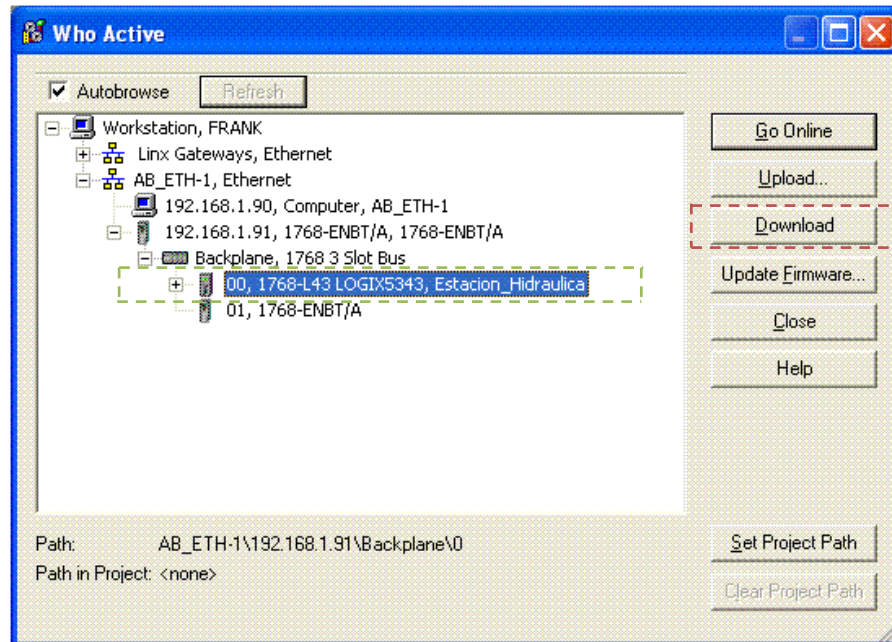 Who Active
Autobrowse
Refresh
Workstation, FRANK
Linx Gateways, Ethernet
AB_ETH-1, Ethernet
192.168.1.90, Computer, AB_ETH-1
192.168.1.91, 1768-ENBT/A, 1768-ENBT/A
Backplane, 1768 3 Slot Bus
00, 1768-L43 LOGIX5343, Estacion_Hidraulica
01, 1768-ENBT/A
Go Online
Upload...
Download
Update Firmware...
Close
Help
Path: AB_ETH-1\192.168.1.91\Backplane\0
Path in Project: <none>
Set Project Path
Clear Project Path